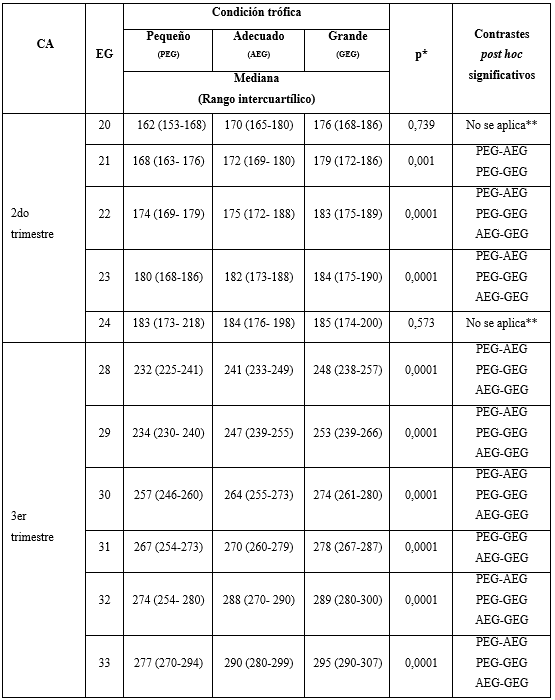 CA
EG
Condición trófica
p*
Contrastes
post hoc
significativos
Pequeño
(PEG)
Adecuado
(AEG)
Grande
(GEG)
Mediana
(Rango intercuartílico)
2do
trimestre
20 162 (153-168) 170 (165-180) 176 (168-186) 0,739 No se aplica**
21 168 (163- 176) 172 (169- 180) 179 (172-186) 0,001 PEG-AEG
PEG-GEG
22 174 (169- 179) 175 (172- 188) 183 (175-189) 0,0001 PEG-AEG
PEG-GEG
AEG-GEG
23 180 (168-186) 182 (173-188) 184 (175-190) 0,0001 PEG-AEG
PEG-GEG
AEG-GEG
24 183 (173- 218) 184 (176- 198) 185 (174-200) 0,573 No se aplica**
3er
trimestre
28 232 (225-241) 241 (233-249) 248 (238-257) 0,0001 PEG-AEG
PEG-GEG
AEG-GEG
29 234 (230- 240) 247 (239-255) 253 (239-266) 0,0001 PEG-AEG
PEG-GEG
AEG-GEG
30 257 (246-260) 264 (255-273) 274 (261-280) 0,0001 PEG-AEG
PEG-GEG
AEG-GEG
31 267 (254-273) 270 (260-279) 278 (267-287) 0,0001 PEG-GEG
AEG-GEG
32 274 (254- 280) 288 (270- 290) 289 (280-300) 0,0001 PEG-AEG
PEG-GEG
AEG-GEG
33 277 (270-294) 290 (280-299) 295 (290-307) 0,0001 PEG-AEG
PEG-GEG
AEG-GEG